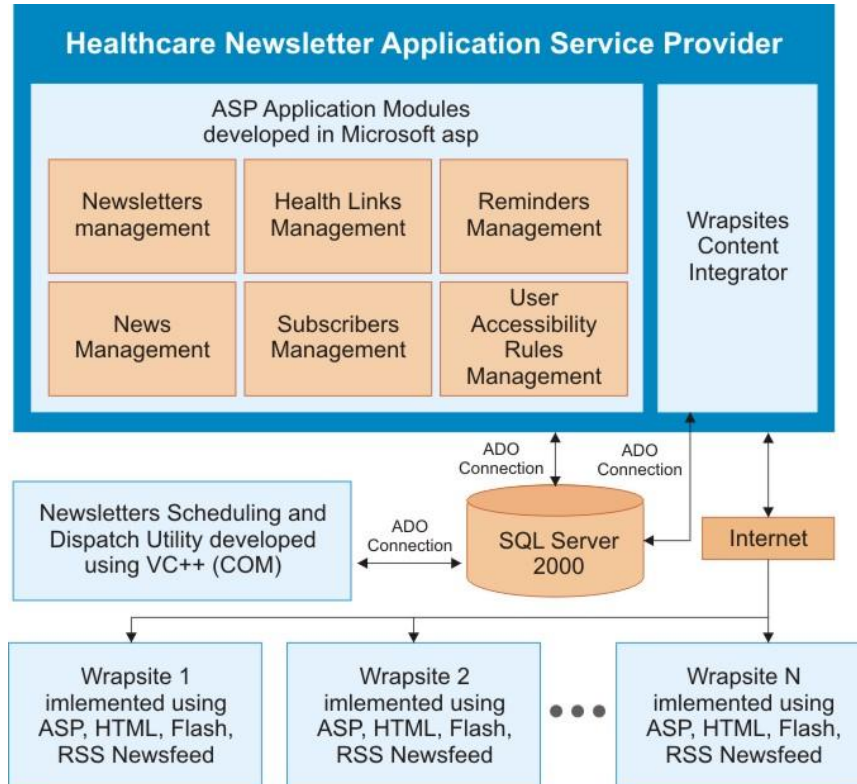 Healthcare Newsletter Application Service Provider
ASP Application Modules
developed in Microsoft asp
Newsletters
management
Health Links
Management
Reminders
Management
News
Management
Subscribers
Management
User
Accessibility
Rules
Management
Wrapsites
Content
Integrator
ADO
Connection
ADO
Connection
Newsletters Scheduling and
Dispatch Utility developed
using VC++ (COM)
ADO
Connection
SQL Server
2000
Internet
Wrapsite 1
imlemented using
ASP, HTML, Flash,
RSS Newsfeed
Wrapsite 2
imlemented using
ASP, HTML, Flash,
RSS Newsfeed
Wrapsite N
imlemented using
ASP, HTML, Flash,
RSS Newsfeed